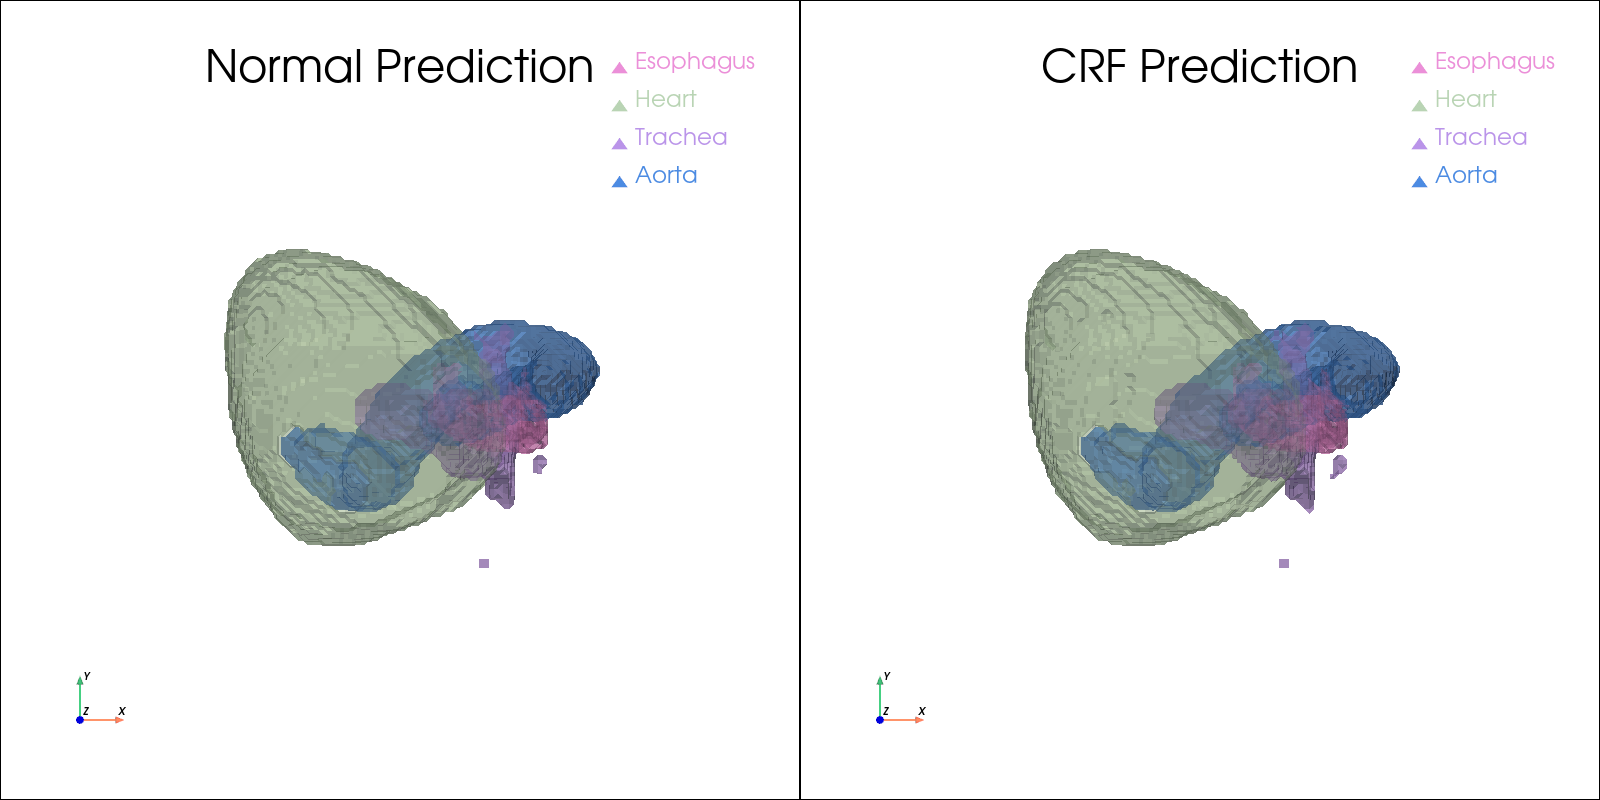 Normal Prediction
Esophagus
Heart
Trachea
Aorta
Y
Z X
CRF Prediction
Esophagus
Heart
Trachea
Aorta
Y
Z X